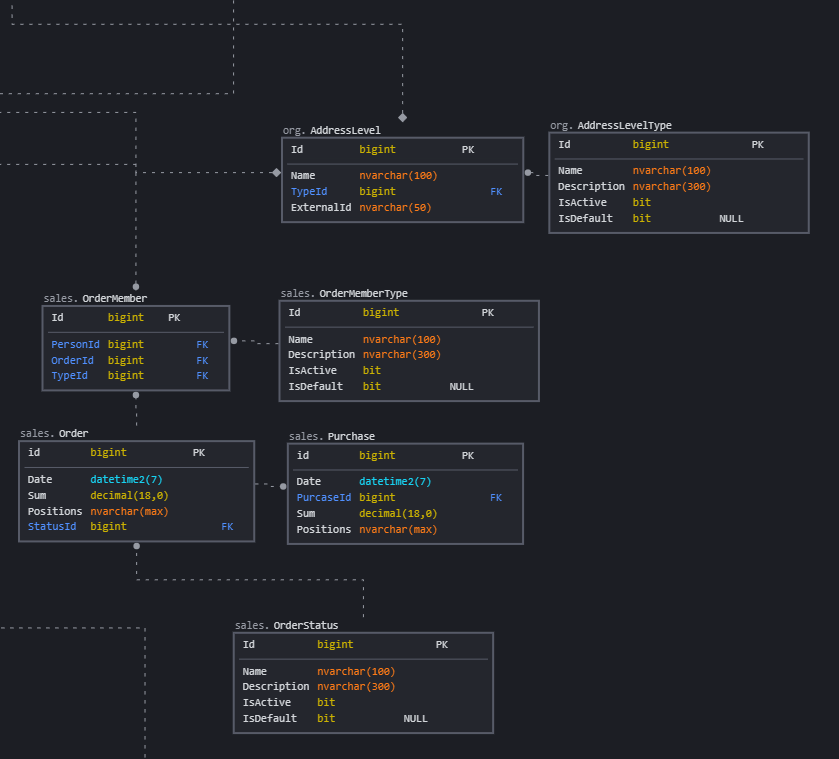 org. AddressLevel
Id bigint PK
Name nvarchar(100)
TypeId bigint FK
ExternalId nvarchar(50)
org. AddressLevelType
Id bigint PK
Name nvarchar(100)
Description nvarchar(300)
IsActive bit
IsDefault bit NULL
sales. OrderMember
Id bigint PK
PersonId bigint FK
OrderId bigint FK
TypeId bigint FK
sales. OrderMemberType
Id bigint PK
Name nvarchar(100)
Description nvarchar(300)
IsActive bit
IsDefault bit NULL
sales. Order
id bigint PK
Date datetime2(7)
Sum decimal(18,0)
Positions nvarchar(max)
StatusId bigint FK
sales. Purchase
id bigint PK
Date datetime2(7)
PurcaseId bigint FK
Sum decimal(18,0)
Positions nvarchar(max)
sales. OrderStatus
Id bigint PK
Name nvarchar(100)
Description nvarchar(300)
IsActive bit
IsDefault bit NULL